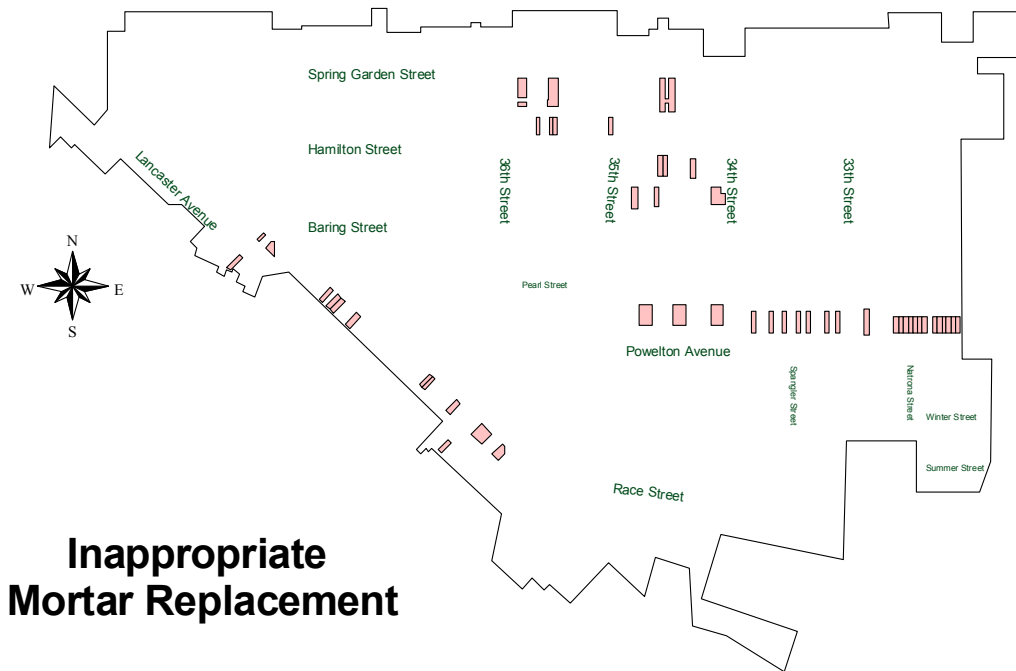 Spring Garden Street
Hamilton Street
Lancaster Avenue
36th Street
35th Street
34th Street
33th Street
Baring Street
N
W
E
S
Pearl Street
Powelton Avenue
Spangler Street
Natrona Street
Winter Street
Summer Street
Race Street
Inappropriate
Mortar Replacement